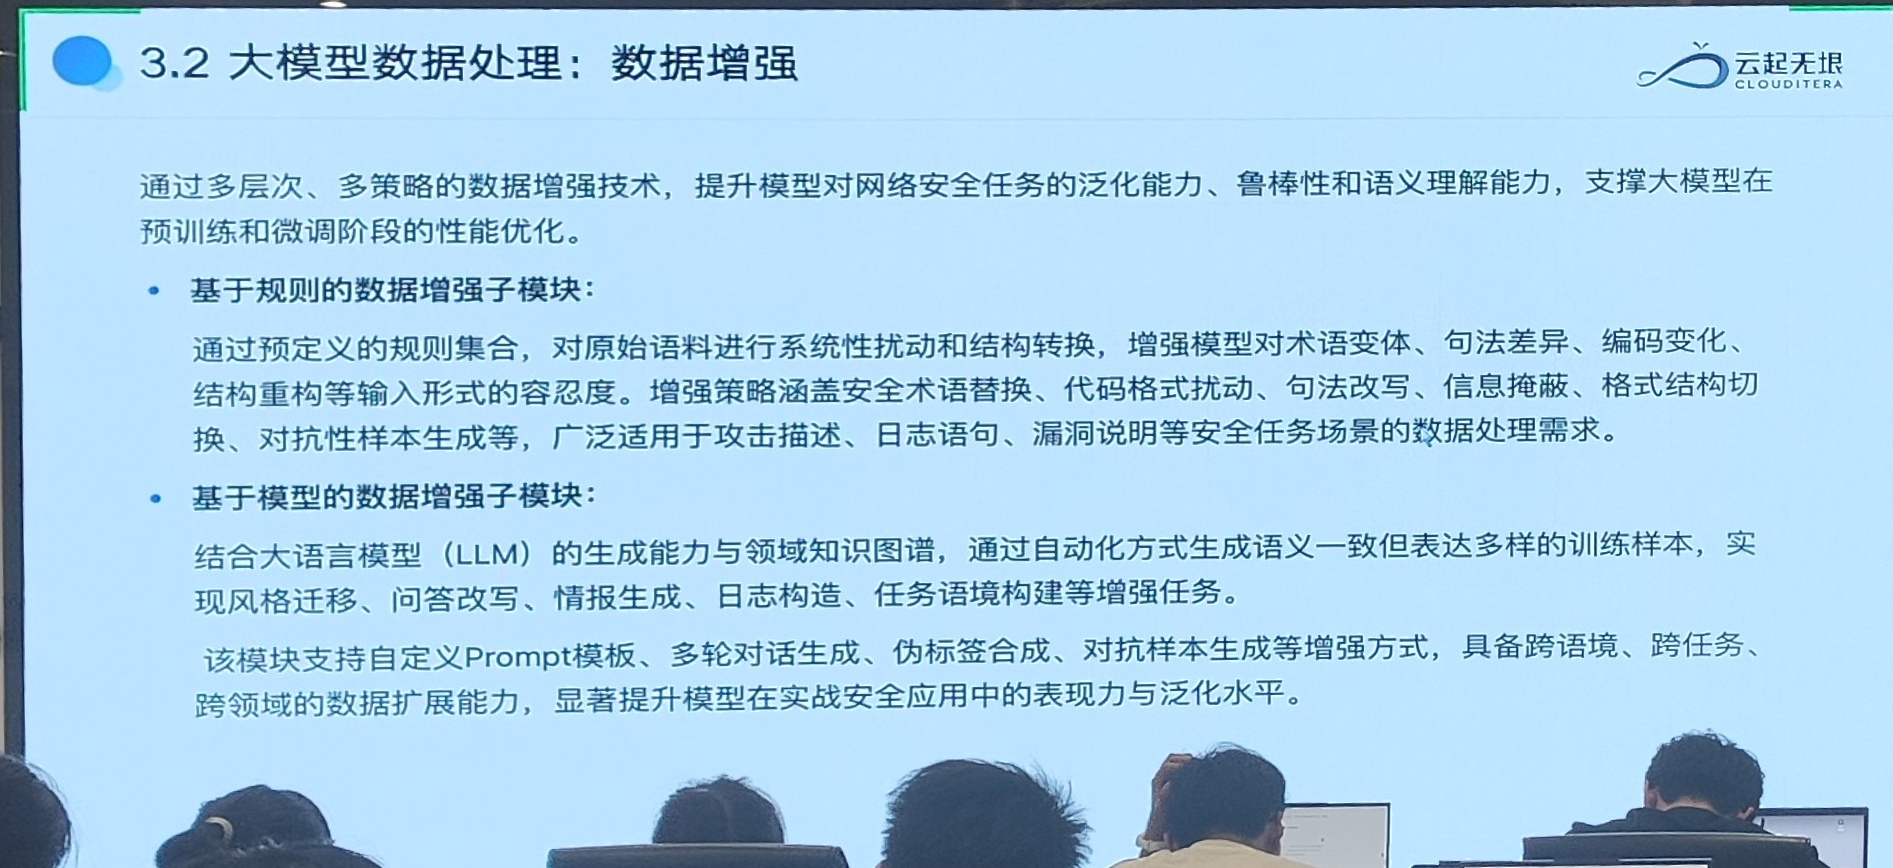 3.2 大模型数据处理：数据增强
云起无垠
CLOUDITERA
通过多层次、多策略的数据增强技术，提升模型对网络安全任务的泛化能力、鲁棒性和语义理解能力，支撑大模型在
预训练和微调阶段的性能优化。
• 基于规则的数据增强子模块：
通过预定义的规则集合，对原始语料进行系统性扰动和结构转换，增强模型对术语变体、句法差异、编码变化、
结构重构等输入形式的容忍度。增强策略涵盖安全术语替换、代码格式扰动、句法改写、信息掩蔽、格式结构切
换、对抗性样本生成等，广泛适用于攻击描述、日志语句、漏洞说明等安全任务场景的数据处理需求。
• 基于模型的数据增强子模块：
结合大语言模型（LLM）的生成能力与领域知识图谱，通过自动化方式生成语义一致但表达多样的训练样本，实
现风格迁移、问答改写、情报生成、日志构造、任务语境构建等增强任务。
该模块支持自定义Prompt模板、多轮对话生成、伪标签合成、对抗样本生成等增强方式，具备跨语境、跨任务、
跨领域的数据扩展能力，显著提升模型在实战安全应用中的表现力与泛化水平。